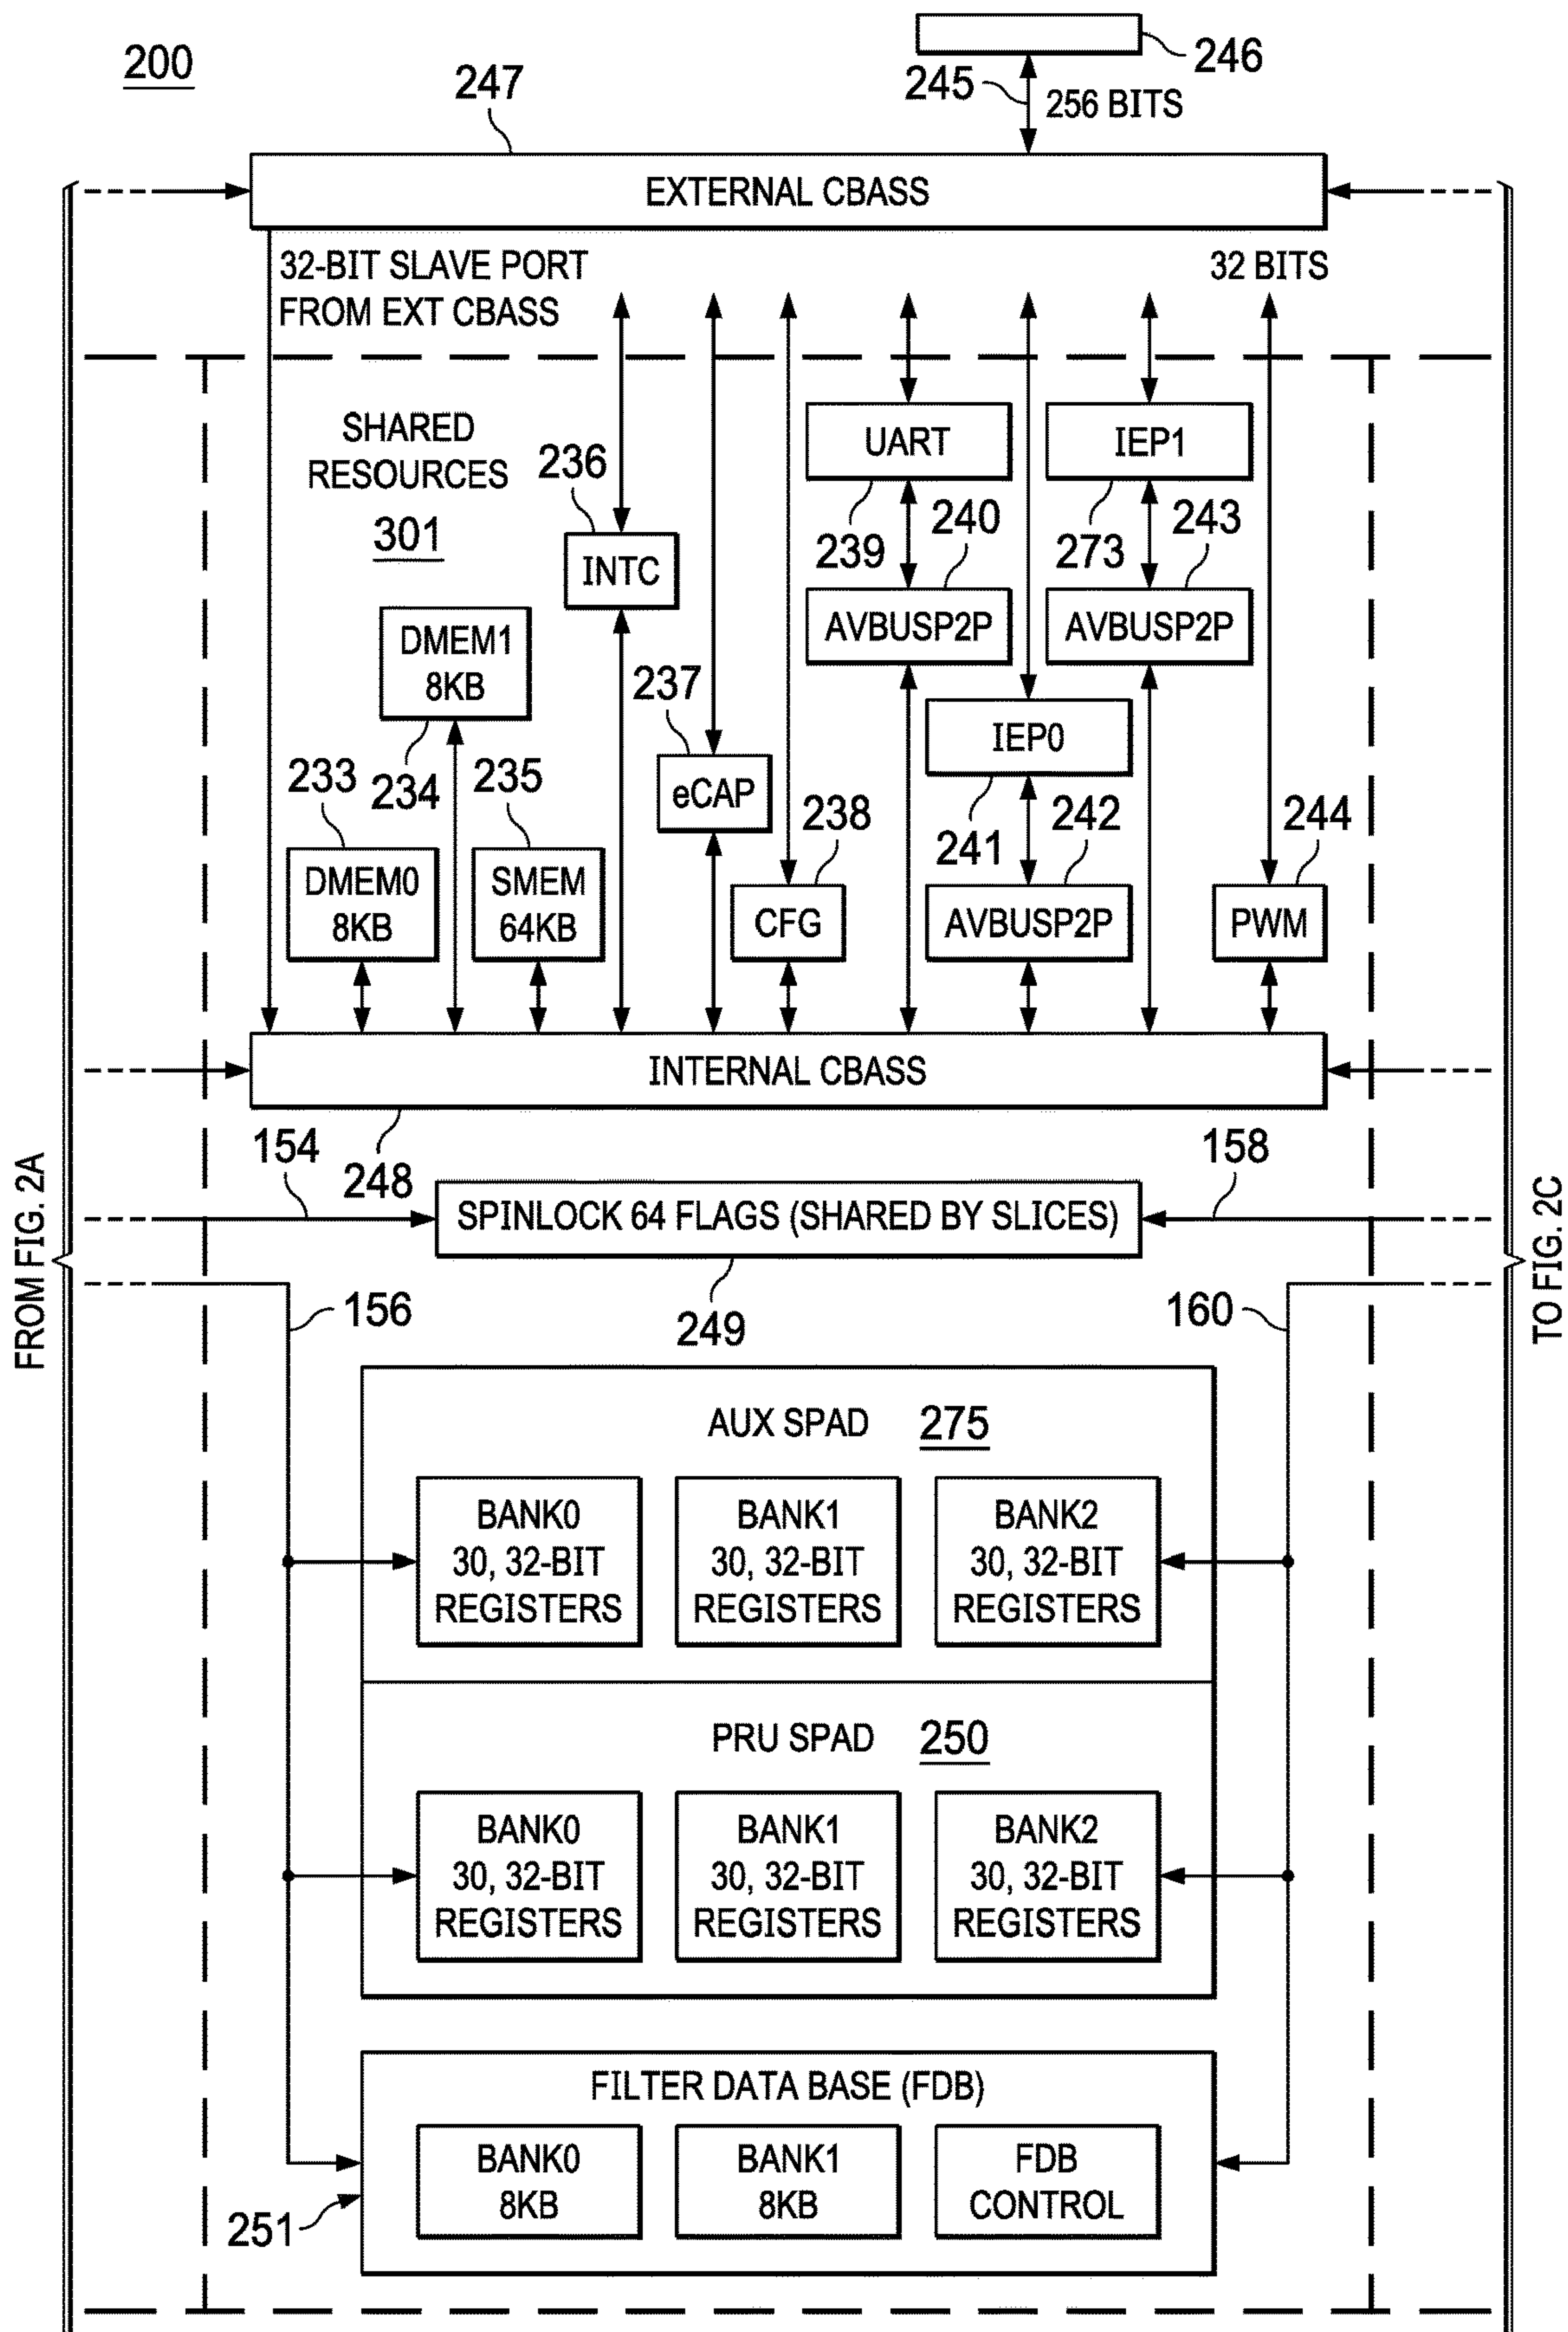 200
246
245
256 BITS
247
EXTERNAL CBASS
32-BIT SLAVE PORT
FROM EXT CBASS
32 BITS
SHARED
RESOURCES
301
236
INTC
UART
239
240
AVBUSP2P
IEP1
273
243
AVBUSP2P
DMEM1
8KB
234
237
eCAP
IEP0
241
242
AVBUSP2P
233
DMEM0
8KB
235
SMEM
64KB
238
CFG
244
PWM
INTERNAL CBASS
248
154
158
SPINLOCK 64 FLAGS (SHARED BY SLICES)
249
FROM FIG. 2A
TO FIG. 2C
156
160
AUX SPAD 275
BANK0
30, 32-BIT
REGISTERS
BANK1
30, 32-BIT
REGISTERS
BANK2
30, 32-BIT
REGISTERS
PRU SPAD 250
BANK0
30, 32-BIT
REGISTERS
BANK1
30, 32-BIT
REGISTERS
BANK2
30, 32-BIT
REGISTERS
FILTER DATA BASE (FDB)
BANK0
8KB
BANK1
8KB
FDB
CONTROL
251